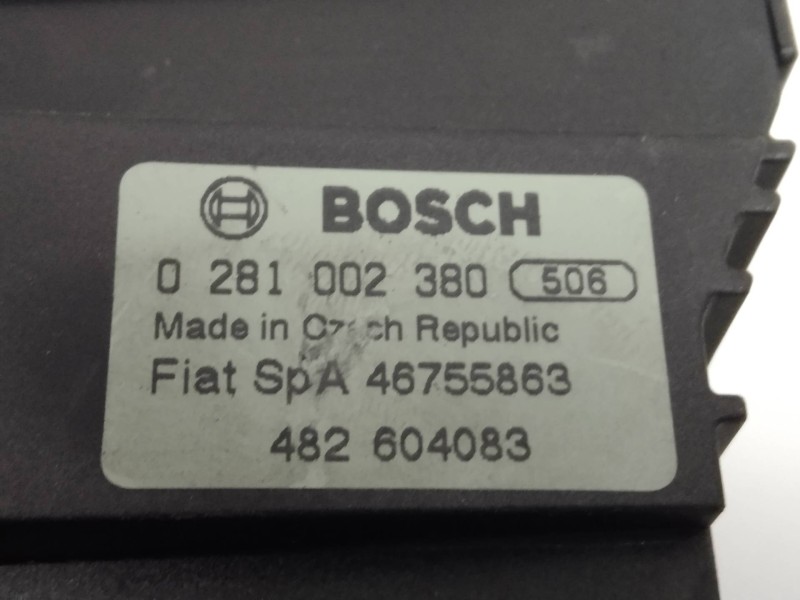 BOSCH
0 281 002 380 506
Made in Czech Republic
Fiat SpA 46755863
482 604083